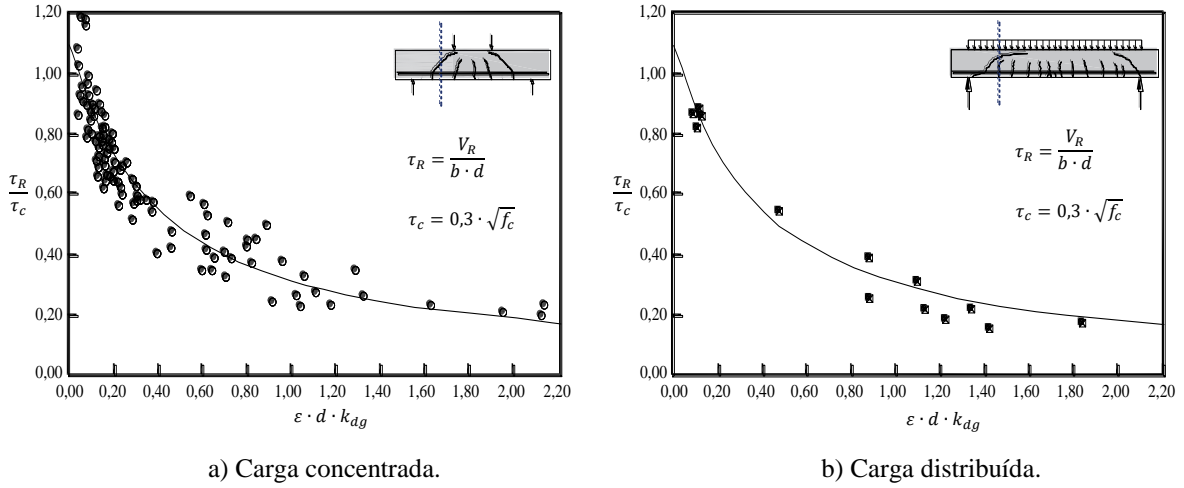 1,20
1,00
0,80
0,60
0,40
0,20
0,00
τ_R
τ_c
0,00 0,20 0,40 0,60 0,80 1,00 1,20 1,40 1,60 1,80 2,00 2,20
ε · d · k_dg
τ_R = V_R / b · d
τ_c = 0,3 · √f_c
a) Carga concentrada.
1,20
1,00
0,80
0,60
0,40
0,20
0,00
τ_R
τ_c
0,00 0,20 0,40 0,60 0,80 1,00 1,20 1,40 1,60 1,80 2,00 2,20
ε · d · k_dg
τ_R = V_R / b · d
τ_c = 0,3 · √f_c
b) Carga distribuída.